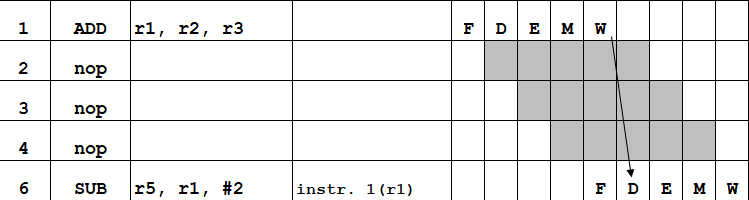 1 ADD r1, r2, r3 F D E M W
2 nop
3 nop
4 nop
6 SUB r5, r1, #2 instr. 1(r1) F D E M W